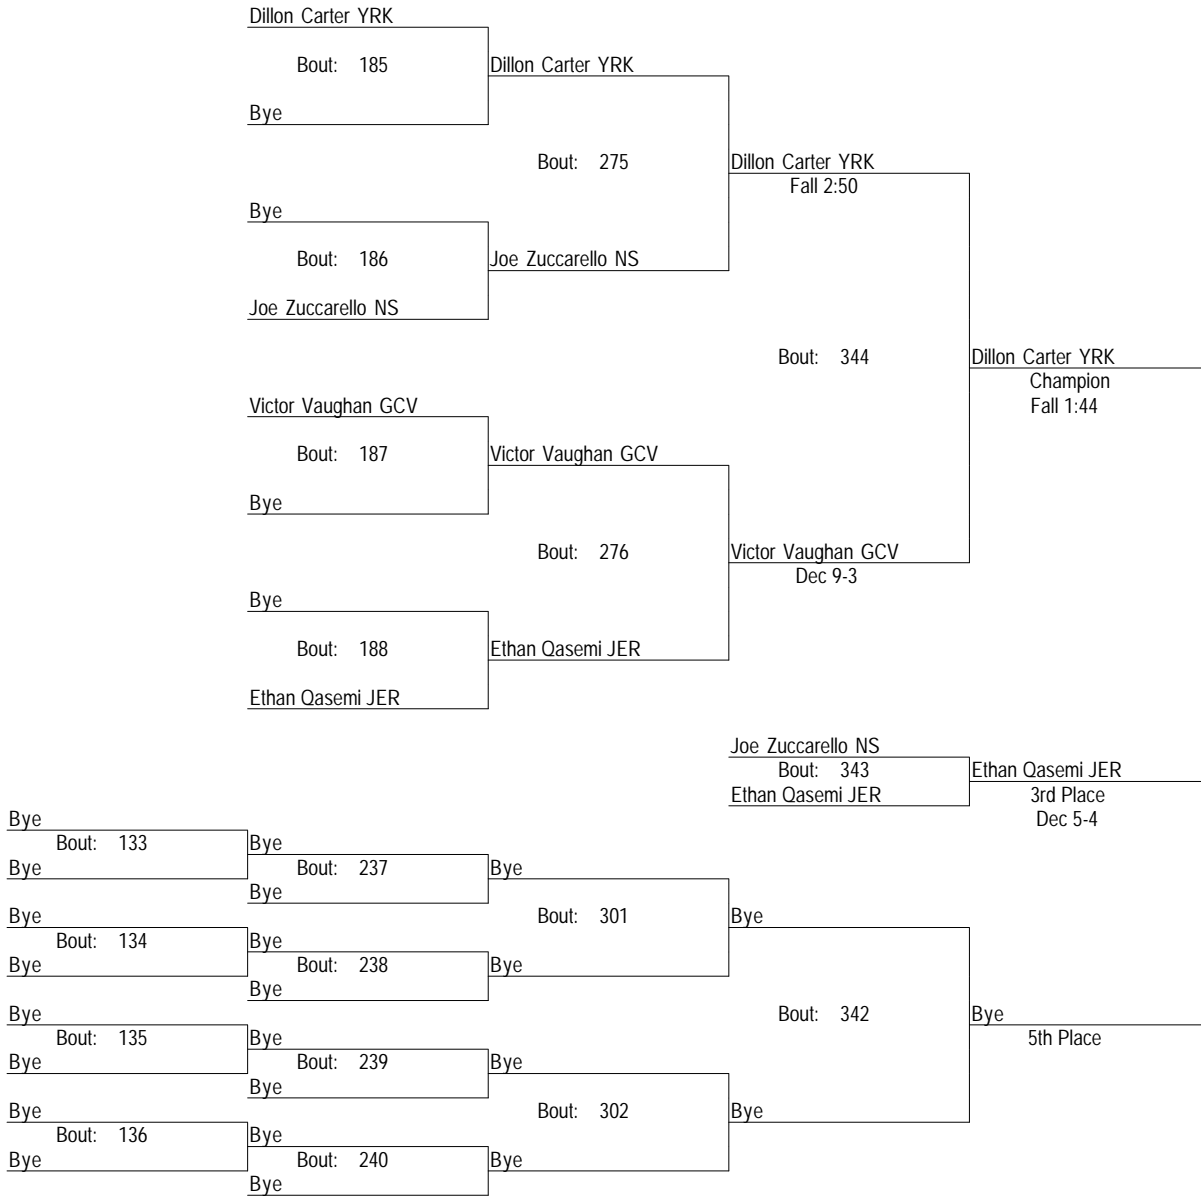 Dillon Carter YRK
Bout: 185
Dillon Carter YRK
Bye
Bout: 275
Dillon Carter YRK
Fall 2:50
Bye
Bout: 186
Joe Zuccarello NS
Joe Zuccarello NS
Bout: 344
Dillon Carter YRK
Champion
Fall 1:44
Victor Vaughan GCV
Bout: 187
Victor Vaughan GCV
Bye
Bout: 276
Victor Vaughan GCV
Dec 9-3
Bye
Bout: 188
Ethan Qasemi JER
Ethan Qasemi JER
Joe Zuccarello NS
Bout: 343
Ethan Qasemi JER
Ethan Qasemi JER
3rd Place
Dec 5-4
Bye
Bout: 133
Bye
Bye
Bout: 237
Bye
Bye
Bout: 301
Bye
Bye
Bout: 134
Bye
Bye
Bout: 238
Bye
Bye
Bout: 342
Bye
5th Place
Bye
Bout: 135
Bye
Bye
Bout: 239
Bye
Bye
Bout: 302
Bye
Bye
Bout: 136
Bye
Bye
Bout: 240
Bye
Bye